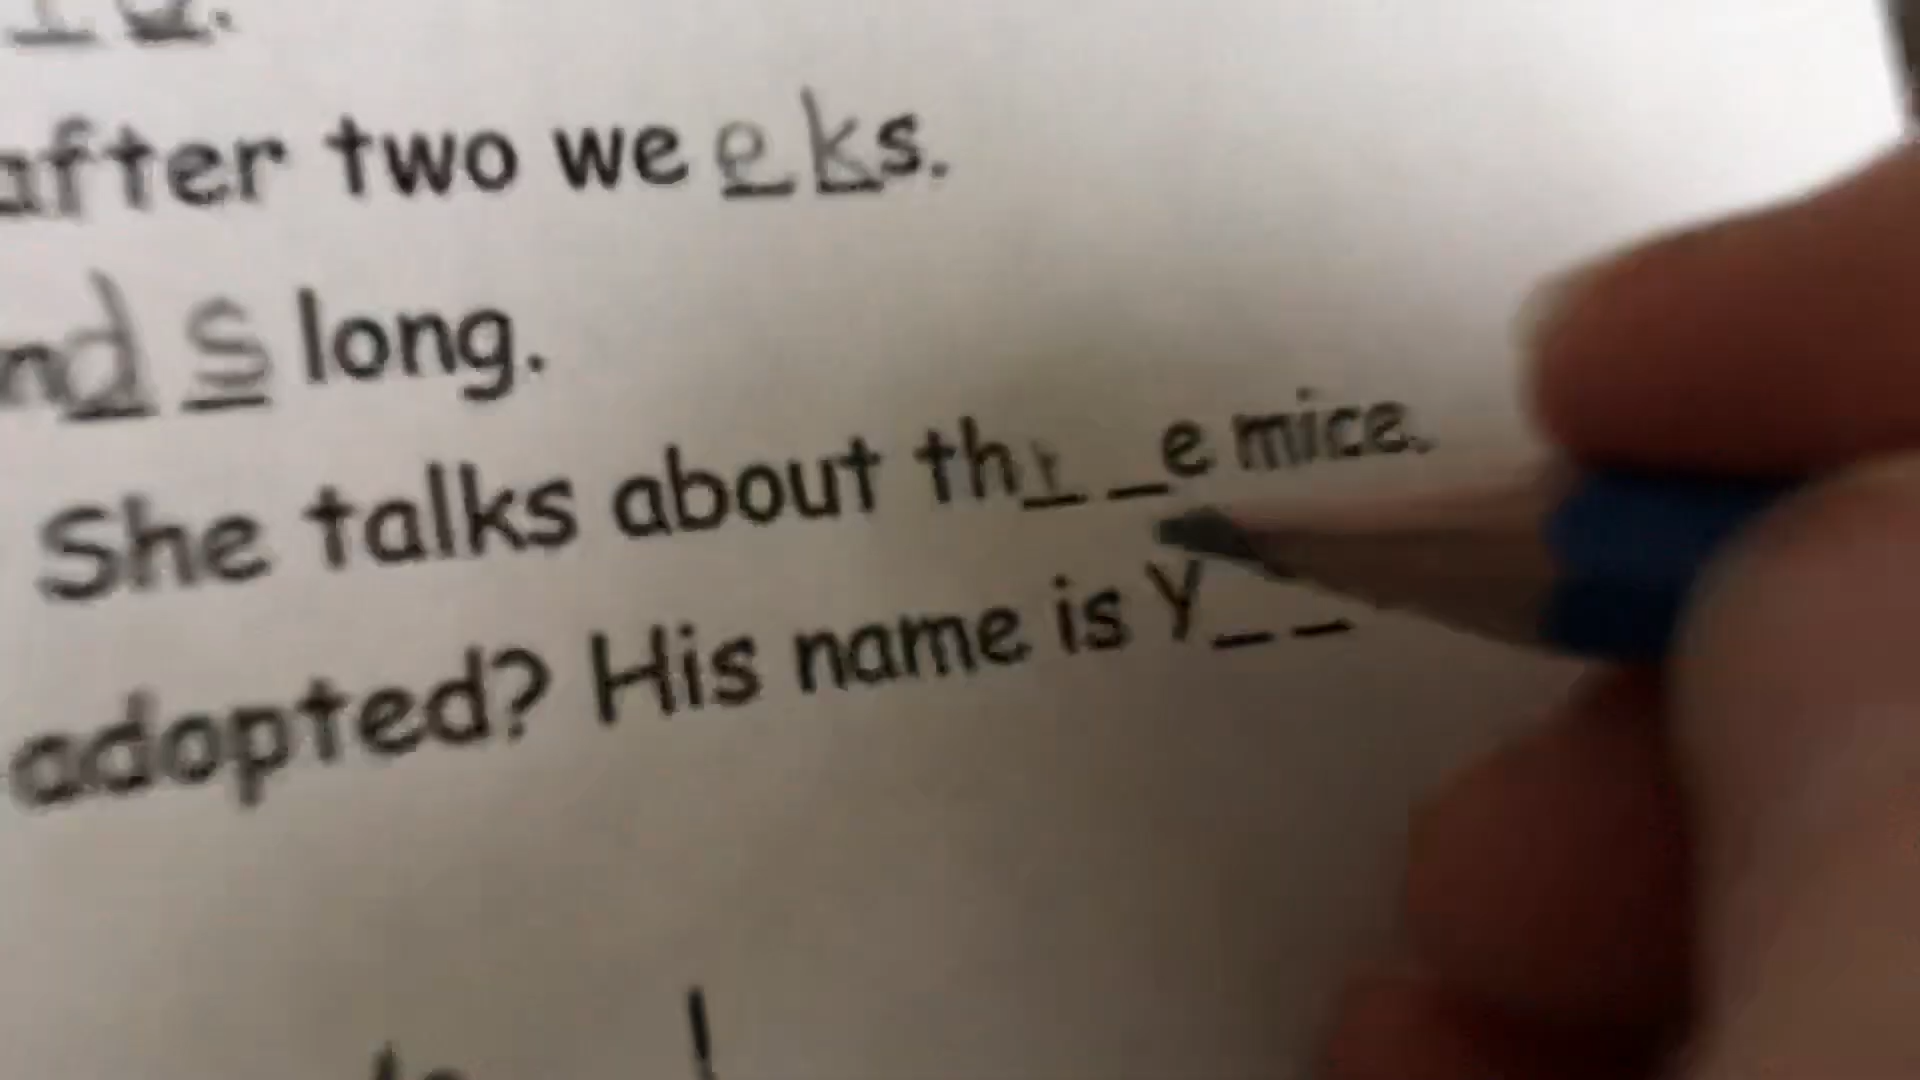 after two weeks.
nds long.
She talks about thr_e mice.
adopted? His name is Y__